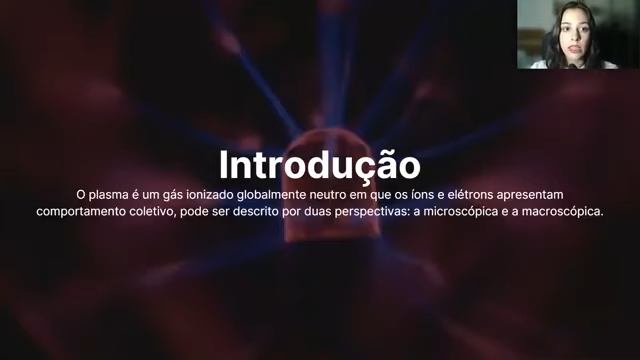 Introdução
O plasma é um gás ionizado globalmente neutro em que os íons e elétrons apresentam
comportamento coletivo, pode ser descrito por duas perspectivas: a microscópica e a macroscópica.